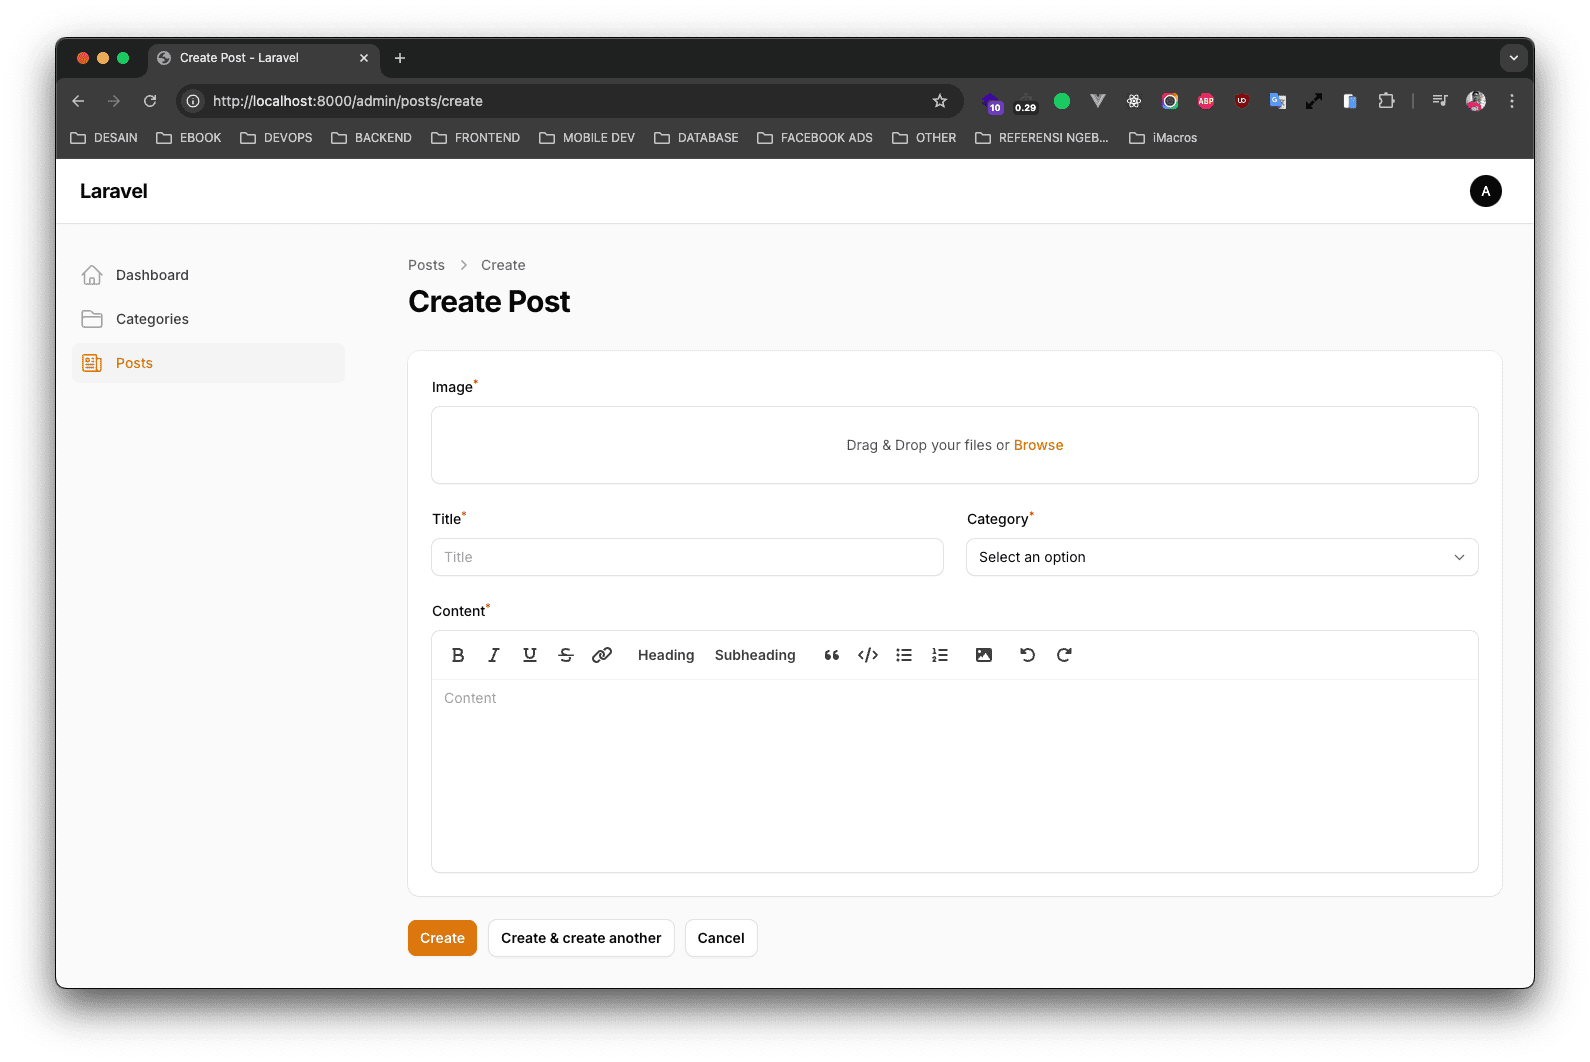 Create Post - Laravel
http://localhost:8000/admin/posts/create
10
0.29
ABP
DESAIN
EBOOK
DEVOPS
BACKEND
FRONTEND
MOBILE DEV
DATABASE
FACEBOOK ADS
OTHER
REFERENSI NGEB...
iMacros
Laravel
A
Dashboard
Categories
Posts
Posts > Create
Create Post
Image*
Drag & Drop your files or Browse
Title*
Title
Category*
Select an option
Content*
B I U S Heading Subheading
Content
Create
Create & create another
Cancel